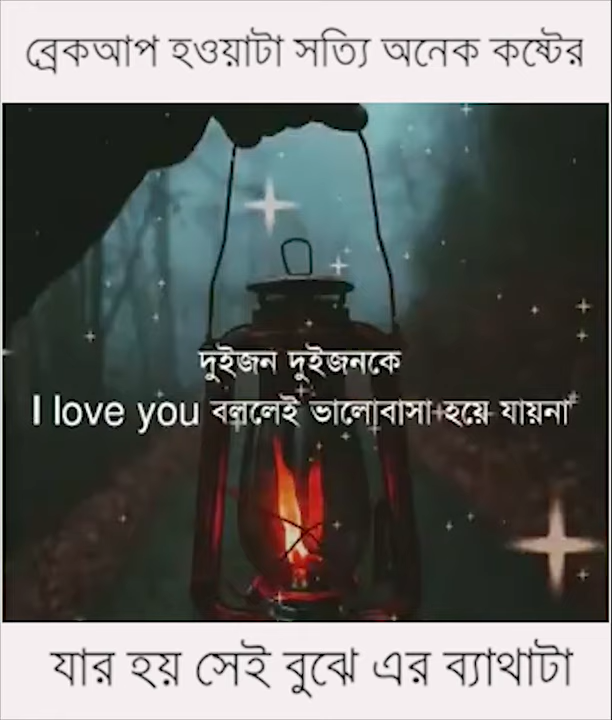 ব্রেকআপ হওয়াটা সত্যি অনেক কষ্টের
দুইজন দুইজনকে
I love you বললেই ভালোবাসা হয়ে যায়না
যার হয় সেই বুঝে এর ব্যাথাটা